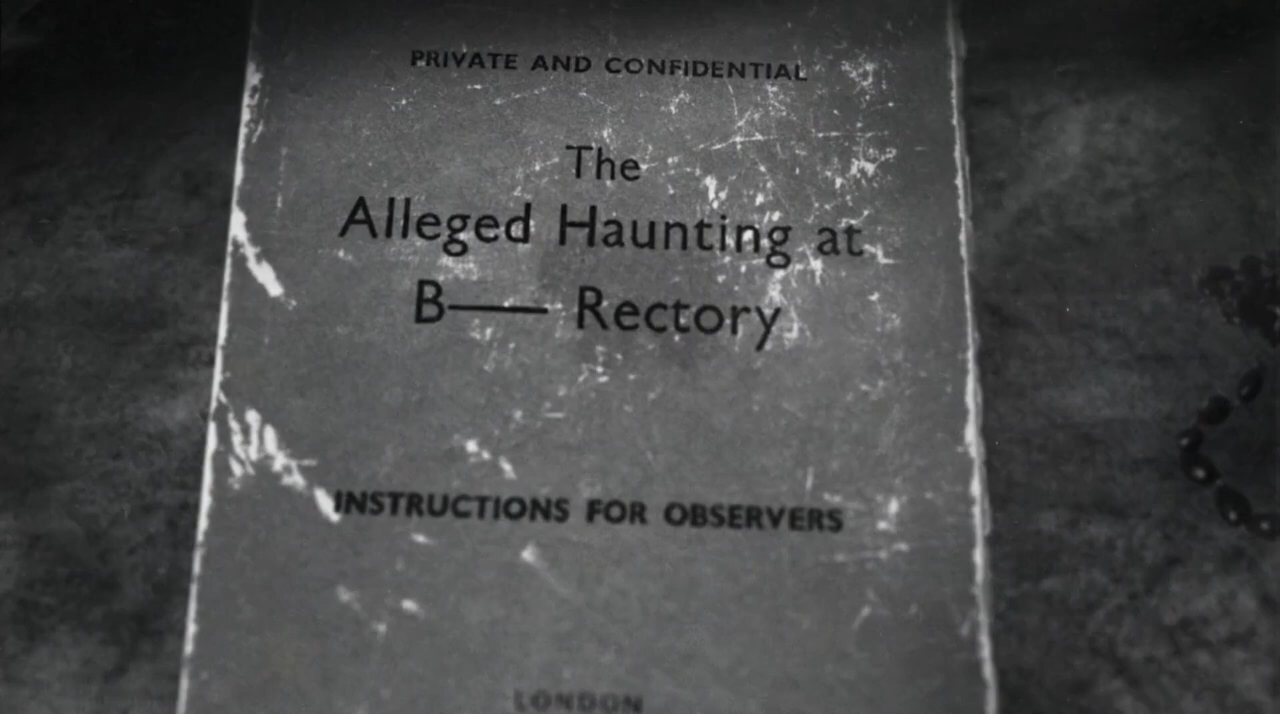 PRIVATE AND CONFIDENTIAL
The
Alleged Haunting at
B—— Rectory
INSTRUCTIONS FOR OBSERVERS
LONDON